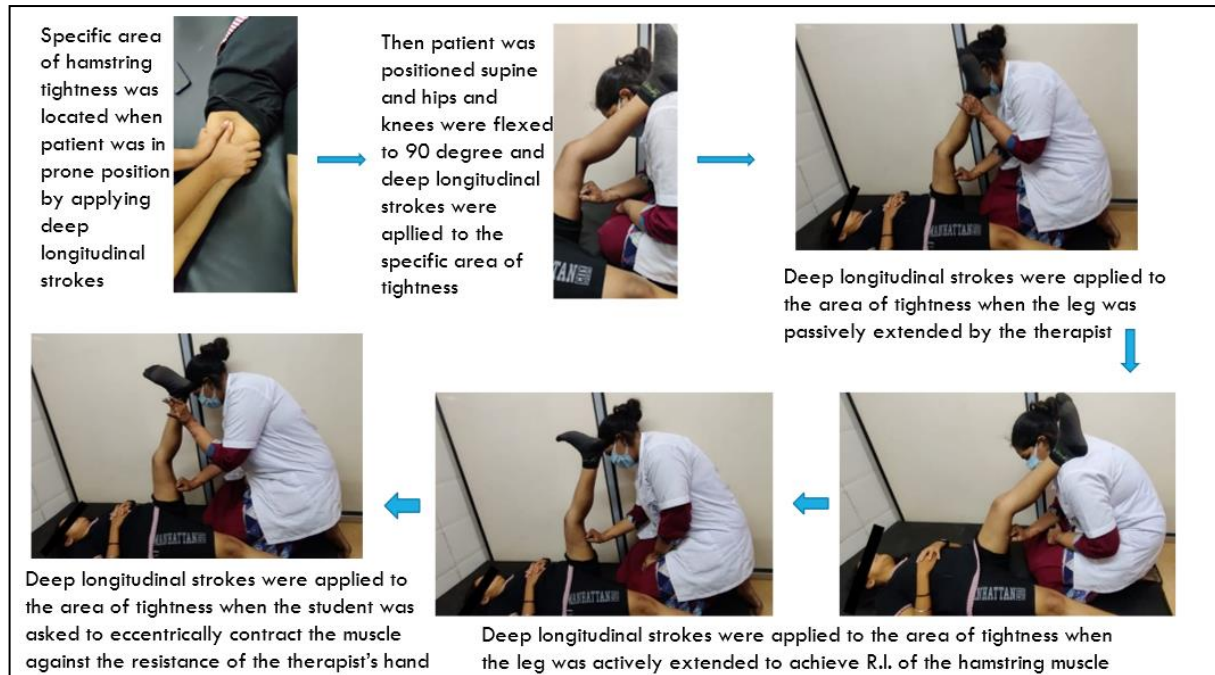 Specific area
of hamstring
tightness was
located when
patient was in
prone position
by applying
deep
longitudinal
strokes
Then patient was
positioned supine
and hips and
knees were flexed
to 90 degree and
deep longitudinal
strokes were
apllied to the
specific area of
tightness
TAN
MANHATTAN
Deep longitudinal strokes were applied to
the area of tightness when the leg was
passively extended by the therapist
MANHATTAN
Deep longitudinal strokes were applied to the area of tightness when
the leg was actively extended to achieve R.I. of the hamstring muscle
MANHATTAN
MANHATTAN
Deep longitudinal strokes were applied to
the area of tightness when the student was
asked to eccentrically contract the muscle
against the resistance of the therapist's hand